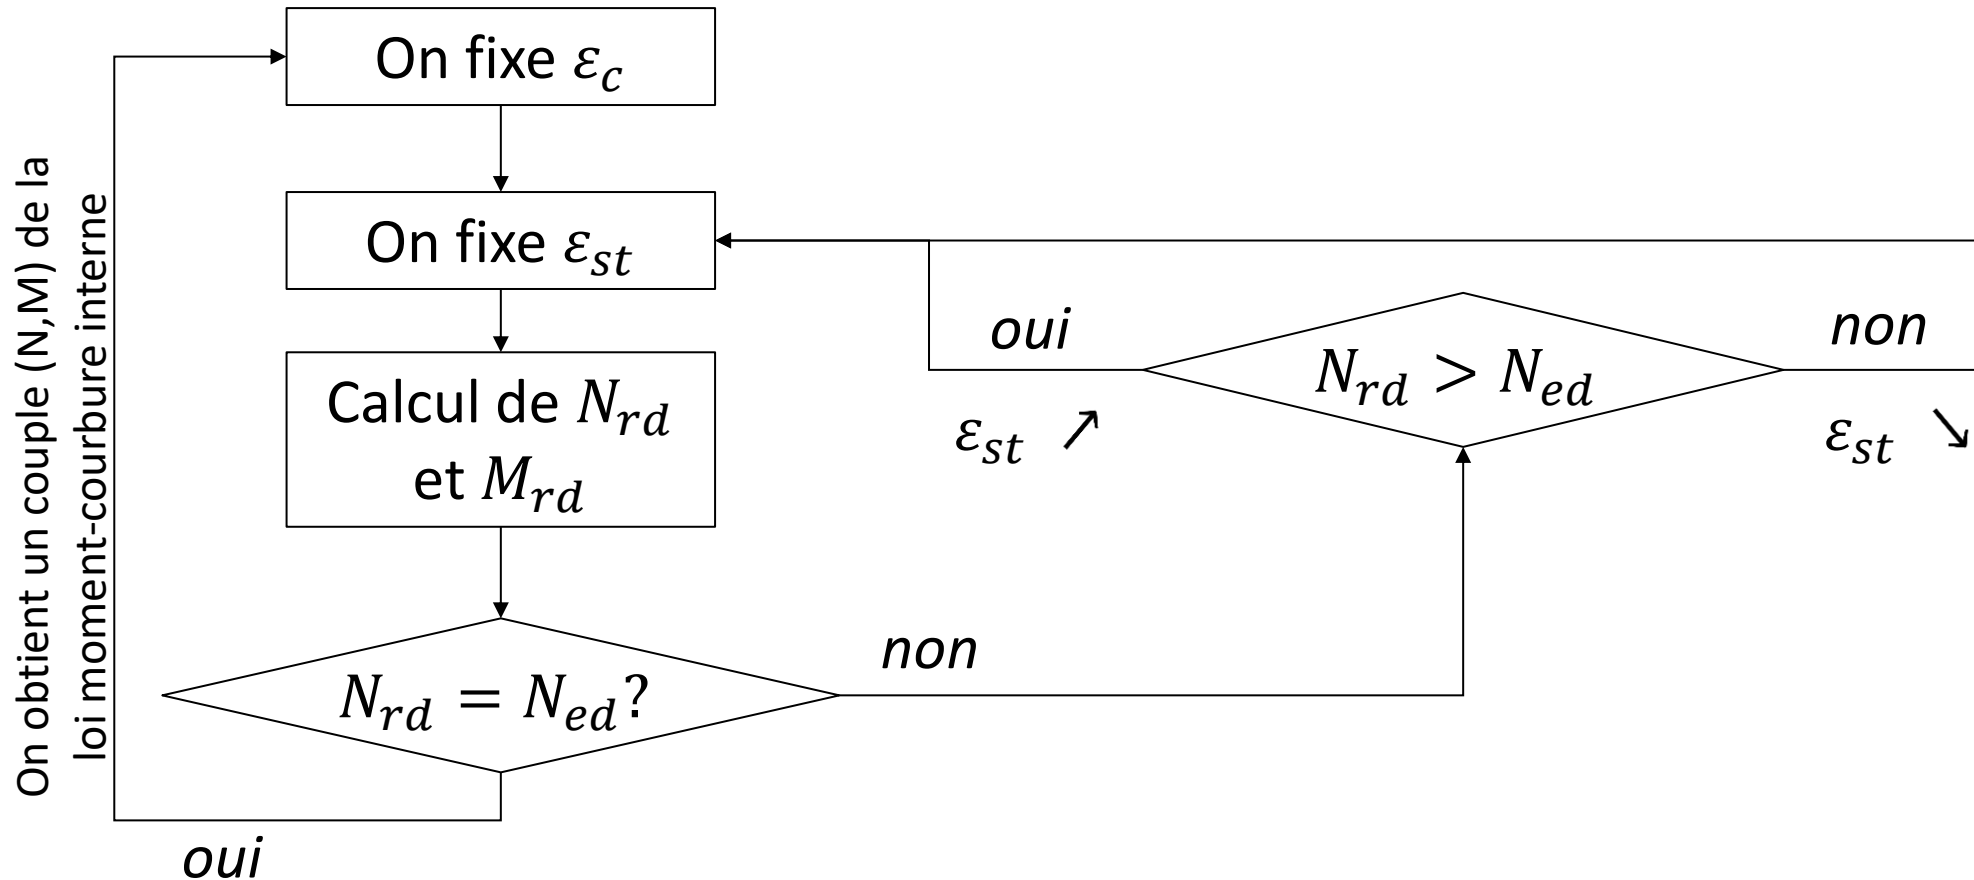 On fixe εc
On fixe εst
Calcul de Nrd
et Mrd
Nrd = Ned?
non
oui
On obtient un couple (N,M) de la
loi moment-courbure interne
Nrd > Ned
oui
εst ↗
non
εst ↘